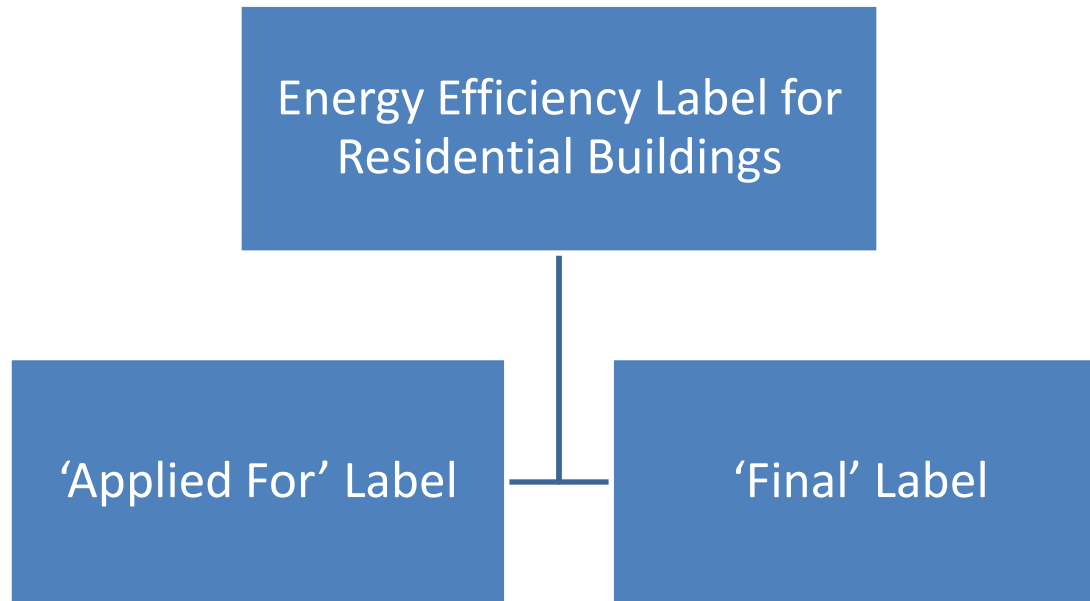 Energy Efficiency Label for
Residential Buildings
‘Applied For’ Label
‘Final’ Label